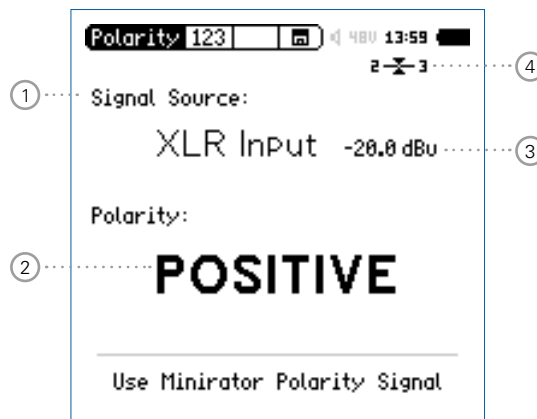 Polarity 123 48V 13:59
2 3 4
1 Signal Source:
XLR Input -20.0 dBu 3
Polarity:
2 POSITIVE
Use Minirator Polarity Signal